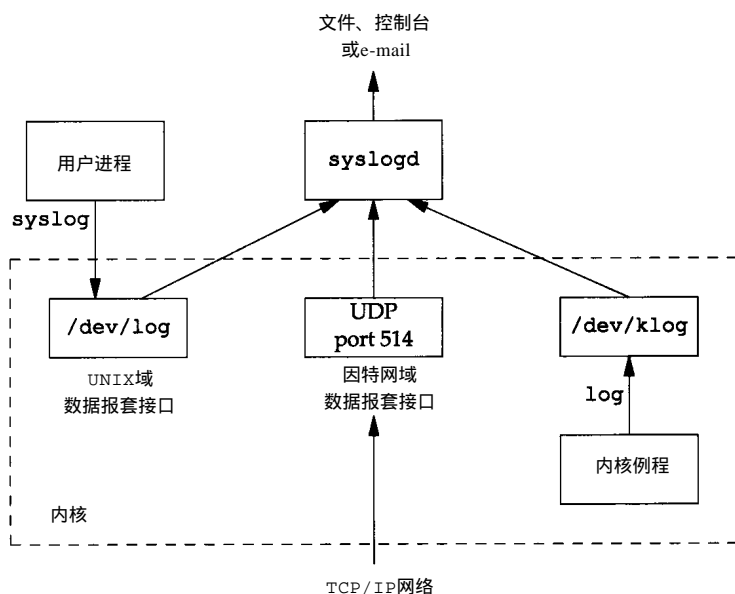 文件、控制台
或e-mail
用户进程
syslogd
syslog
/dev/log
UDP
port 514
/dev/klog
UNIX域
数据报套接口
因特网域
数据报套接口
log
内核例程
内核
TCP/IP网络